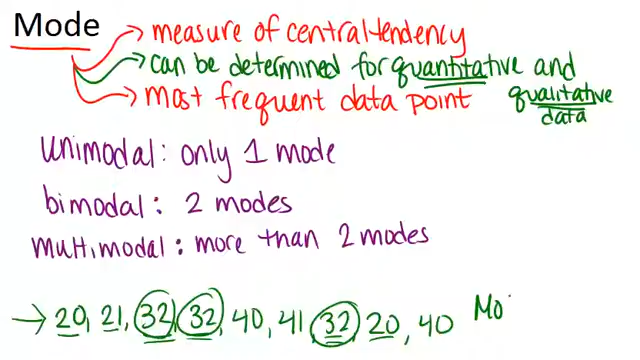 Mode
measure of central tendency
can be determined for quantitative and
qualitative
data
most frequent data point
unimodal: only 1 mode
bimodal: 2 modes
multimodal: more than 2 modes
→ 20, 21, 32, 32, 40, 41, 32, 20, 40 Mo